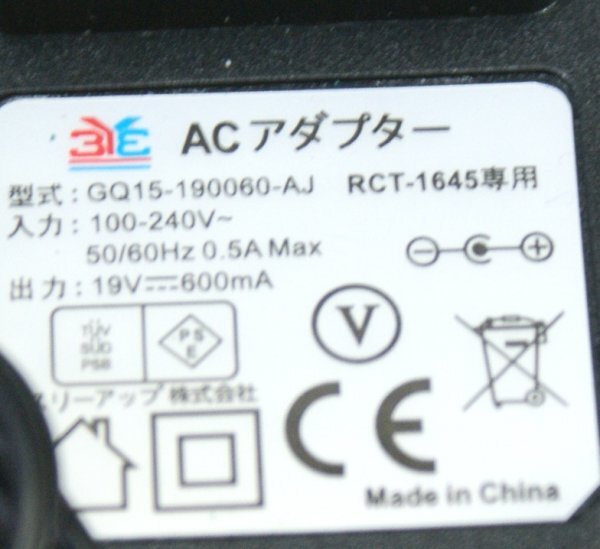 3YE
ACアダプター
型式 : GQ15-190060-AJ RCT-1645専用
入力 : 100-240V~
50/60Hz 0.5A Max
出力 : 19V⎓600mA
TÜV
SÜD
PSB
PS
E
V
スリーアップ 株式会社
CE
Made in China